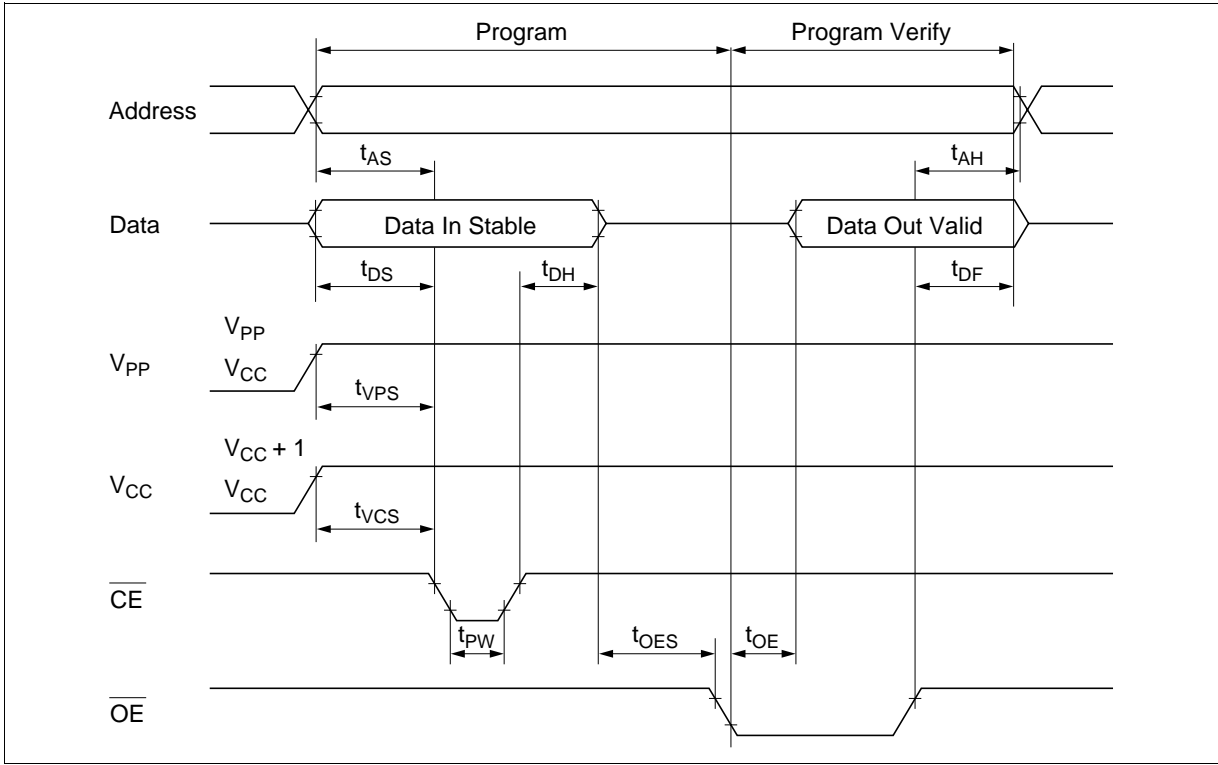 Program
Program Verify
Address
tAS
tAH
Data
Data In Stable
Data Out Valid
tDS
tDH
tDF
VPP
VPP
VCC
tVPS
VCC + 1
VCC
VCC
tVCS
CE
tPW
tOES
tOE
OE